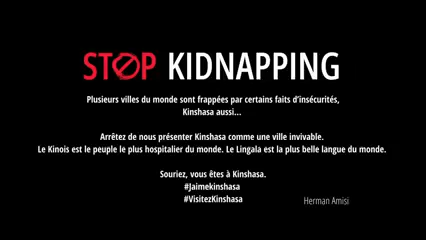 STOP KIDNAPPING
Plusieurs villes du monde sont frappées par certains faits d'insécurités,
Kinshasa aussi...
Arrêtez de nous présenter Kinshasa comme une ville invivable.
Le Kinois est le peuple le plus hospitalier du monde. Le Lingala est la plus belle langue du monde.
Souriez, vous êtes à Kinshasa.
#Jaimekinshasa
#VisitezKinshasa
Herman Amisi